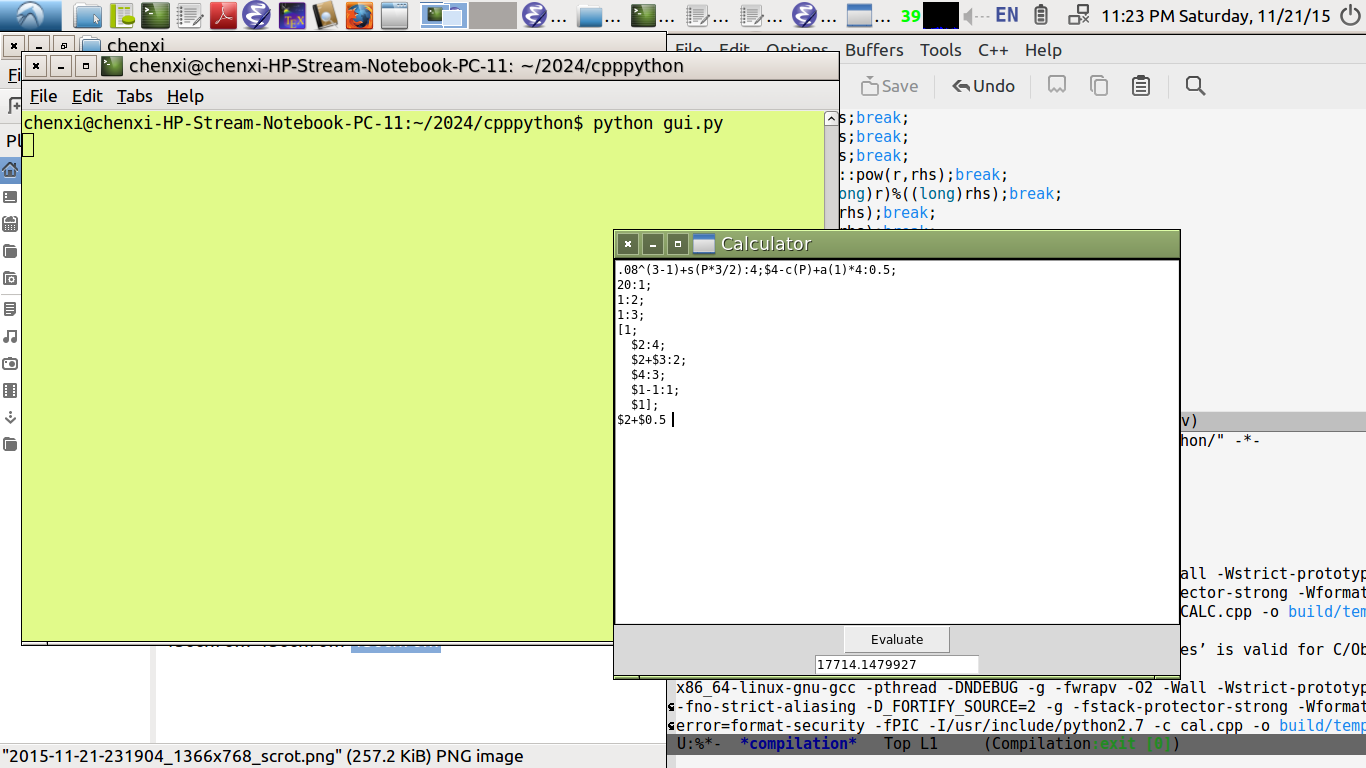 39
EN
11:23 PM Saturday, 11/21/15
chenxi
File Edit Options Buffers Tools C++ Help
Save Undo
chenxi@chenxi-HP-Stream-Notebook-PC-11: ~/2024/cpppython
File Edit Tabs Help
chenxi@chenxi-HP-Stream-Notebook-PC-11:~/2024/cpppython$ python gui.py
s;break;
s;break;
s;break;
::pow(r,rhs);break;
ong)r)%((long)rhs);break;
rhs);break;
Calculator
.08^(3-1)+s(P*3/2):4;$4-c(P)+a(1)*4:0.5;
20:1;
1:2;
1:3;
[1;
$2:4;
$2+$3:2;
$4:3;
$1-1:1;
$1];
$2+$0.5
Evaluate
17714.1479927
v)
hon/" -*-
all -Wstrict-prototyp
ector-strong -Wformat
CALC.cpp -o build/tem
es’ is valid for C/Ob
x86_64-linux-gnu-gcc -pthread -DNDEBUG -g -fwrapv -O2 -Wall -Wstrict-prototyp
-fno-strict-aliasing -D_FORTIFY_SOURCE=2 -g -fstack-protector-strong -Wformat
error=format-security -fPIC -I/usr/include/python2.7 -c cal.cpp -o build/temp
U:%*- *compilation* Top L1 (Compilation:exit [0])
"2015-11-21-231904_1366x768_scrot.png" (257.2 KiB) PNG image